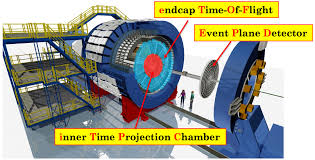 endcap Time-Of-Flight
Event Plane Detector
inner Time Projection Chamber